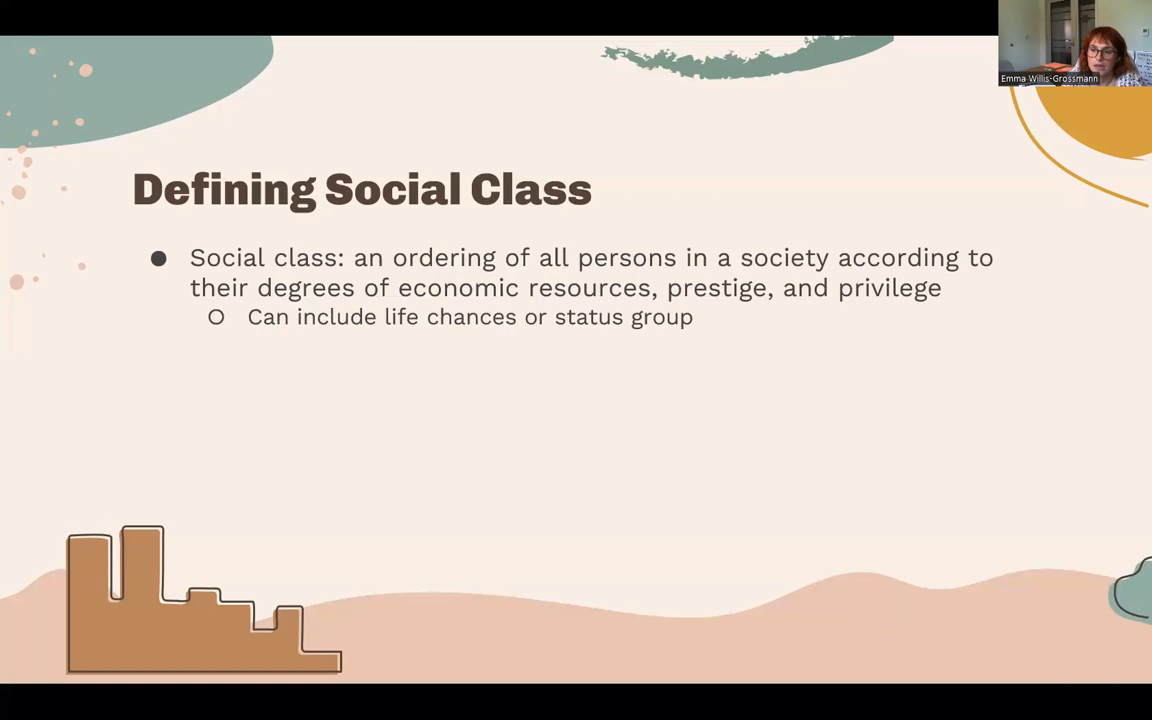 Emma Willis-Grossmann
Defining Social Class
● Social class: an ordering of all persons in a society according to
their degrees of economic resources, prestige, and privilege
○ Can include life chances or status group